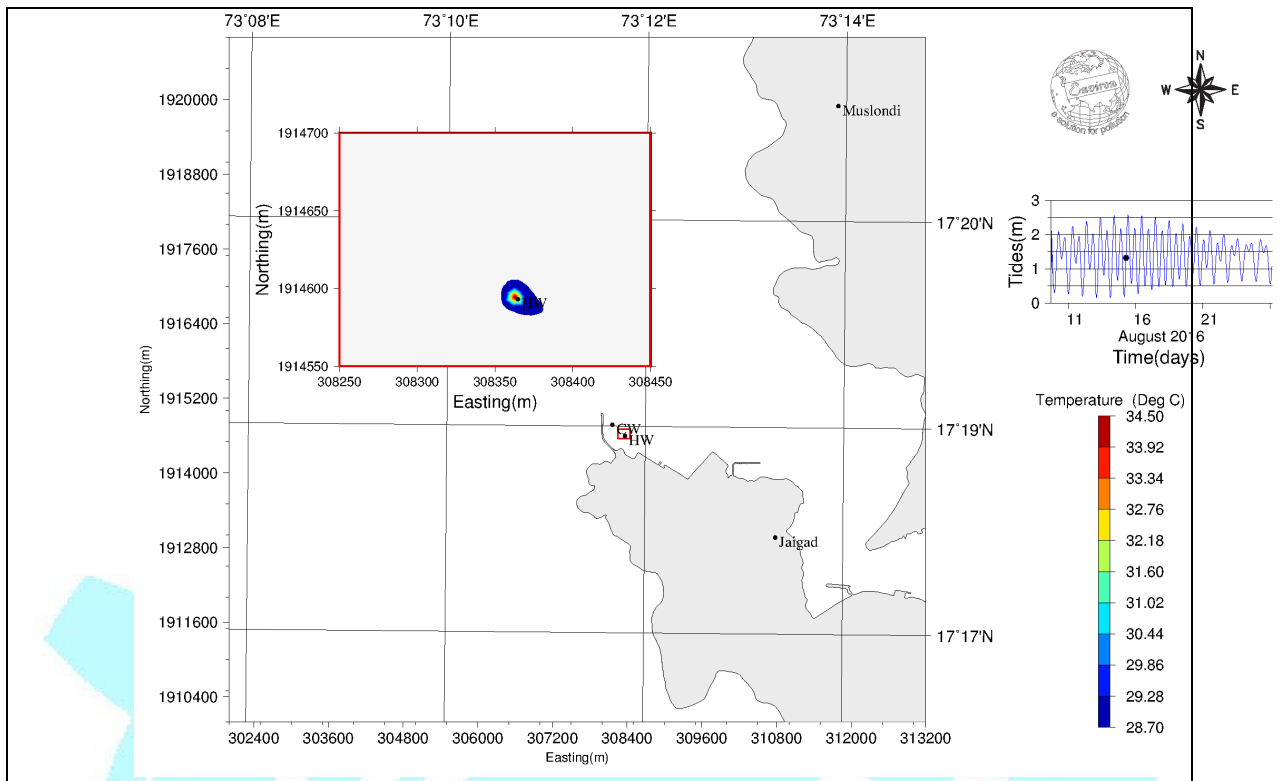 73°08'E 73°10'E 73°12'E 73°14'E
1920000
1918800
1917600
1916400
1915200
1914000
1912800
1911600
1910400
Northing(m)
302400 303600 304800 306000 307200 308400 309600 310800 312000 313200
Easting(m)
17°20'N
17°19'N
17°17'N
Muslondi
CW
HW
Jaigad
1914700
1914650
1914600
1914550
Northing(m)
HW
308250 308300 308350 308400 308450
Easting(m)
Environ
e-solution for pollution
N
W E
S
3
2
1
0
Tides(m)
11 16 21
August 2016
Time(days)
Temperature (Deg C)
34.50
33.92
33.34
32.76
32.18
31.60
31.02
30.44
29.86
29.28
28.70